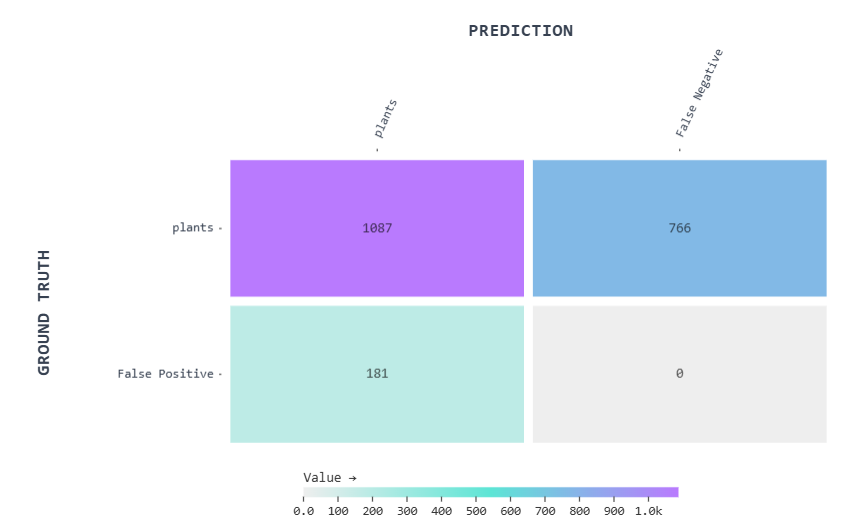 PREDICTION
plants
False Negative
GROUND TRUTH
plants
1087
766
False Positive
181
0
Value →
0.0 100 200 300 400 500 600 700 800 900 1.0k